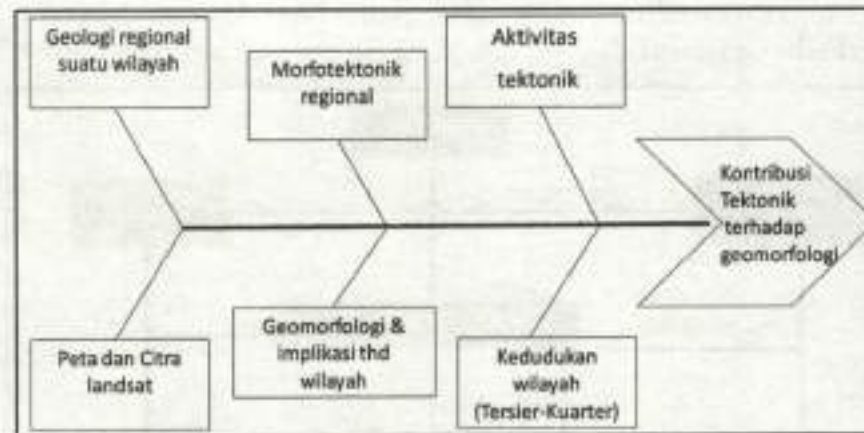 Geologi regional
suatu wilayah
Morfotektonik
regional
Aktivitas
tektonik
Kontribusi
Tektonik
terhadap
geomorfologi
Peta dan Citra
landsat
Geomorfologi &
implikasi thd
wilayah
Kedudukan
wilayah
(Tersier-Kuarter)